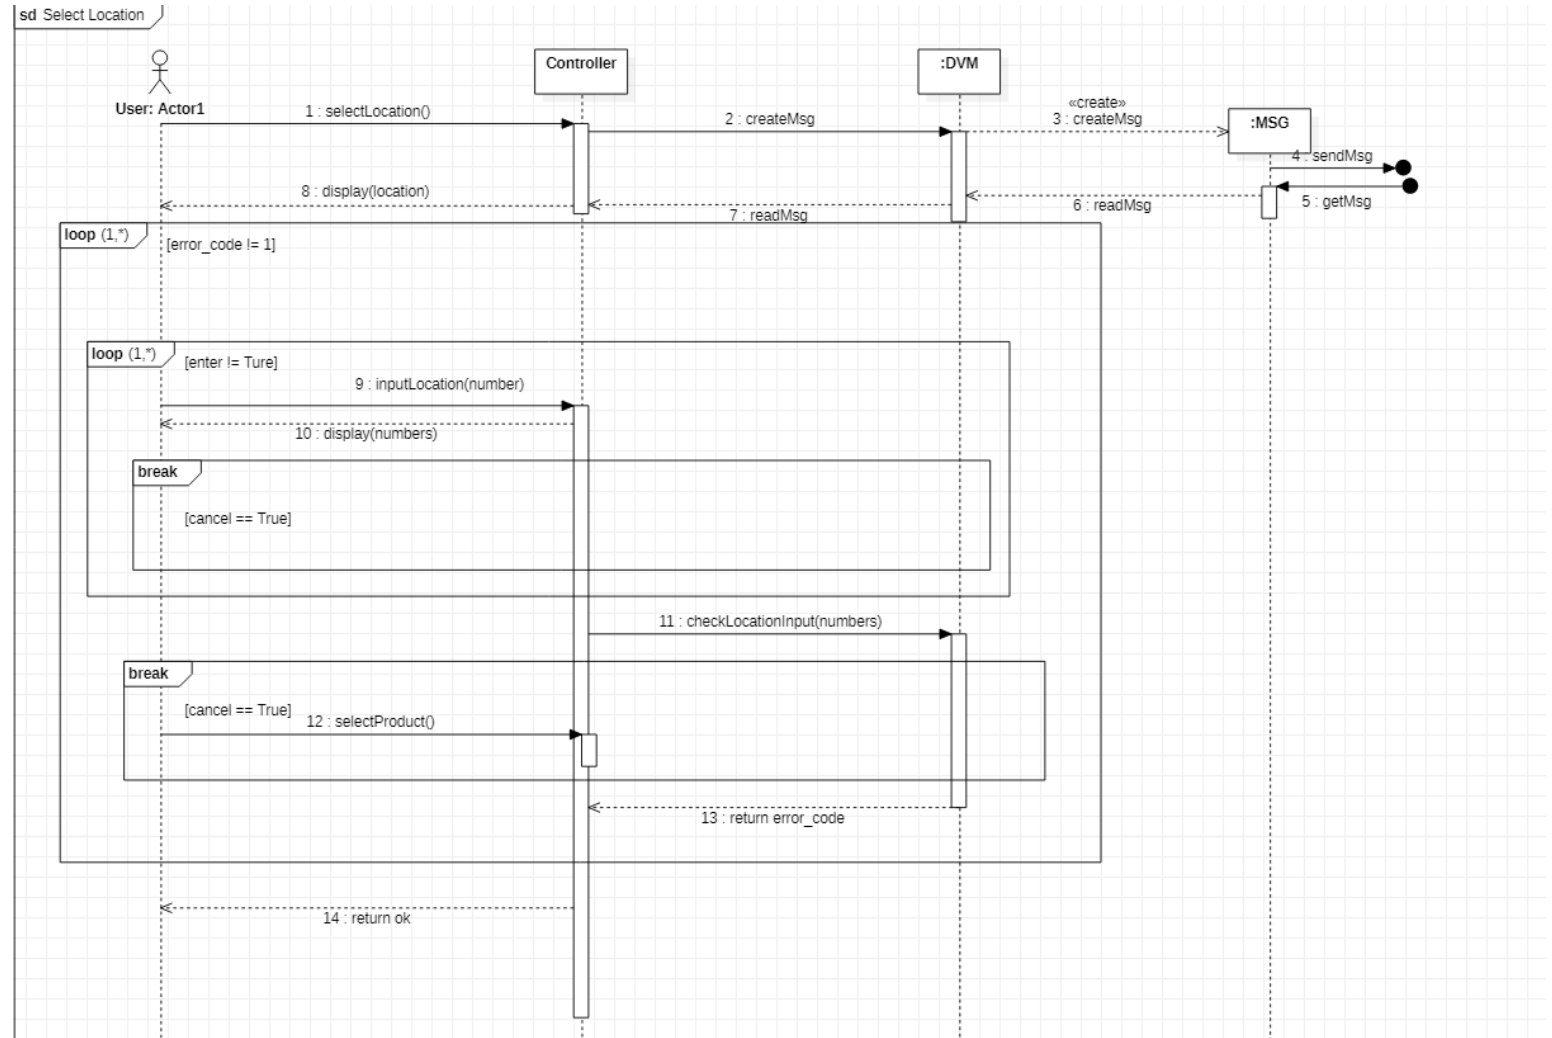 sd Select Location
User: Actor1
Controller
:DVM
:MSG
1 : selectLocation()
2 : createMsg
«create»
3 : createMsg
4 : sendMsg
5 : getMsg
6 : readMsg
7 : readMsg
8 : display(location)
loop (1,*)
[error_code != 1]
loop (1,*)
[enter != Ture]
9 : inputLocation(number)
10 : display(numbers)
break
[cancel == True]
11 : checkLocationInput(numbers)
break
[cancel == True]
12 : selectProduct()
13 : return error_code
14 : return ok